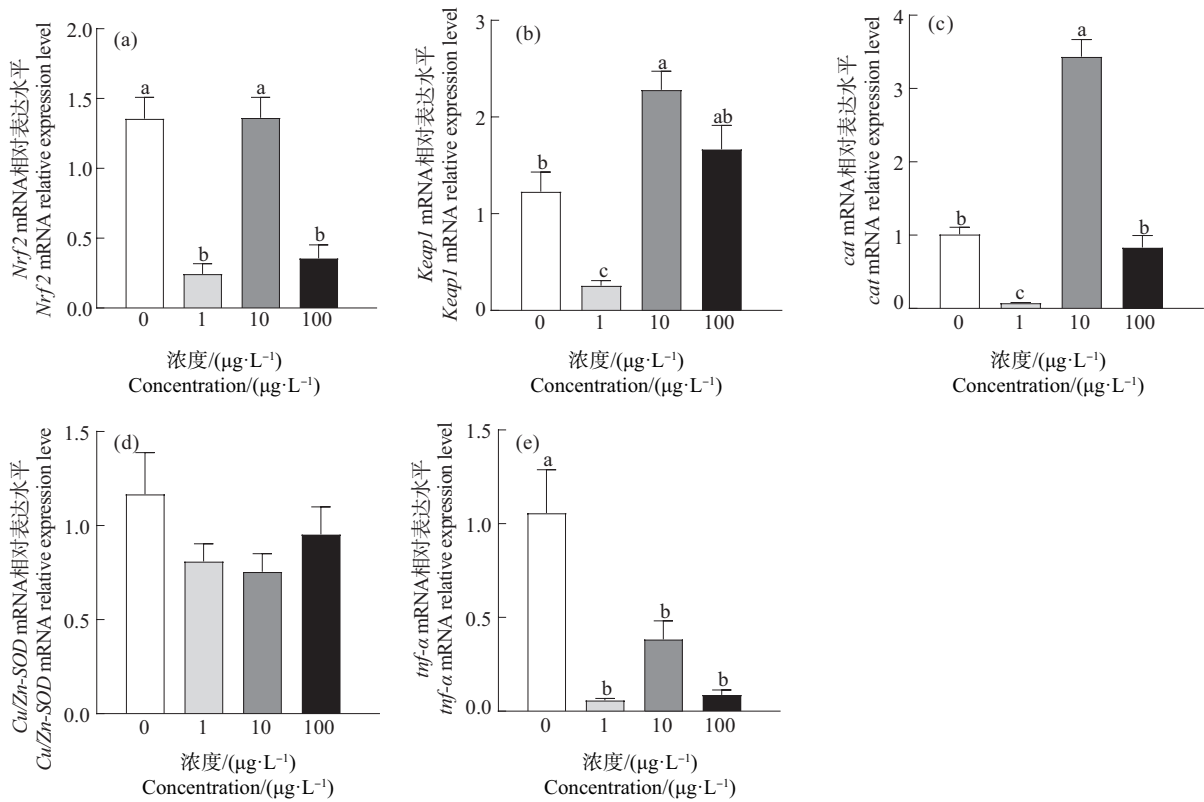 (a)
Nrf2 mRNA相对表达水平
Nrf2 mRNA relative expression level
2.0
1.5
1.0
0.5
0.0
a
b
a
b
0 1 10 100
浓度/(μg·L⁻¹)
Concentration/(μg·L⁻¹)
(b)
Keap1 mRNA相对表达水平
Keap1 mRNA relative expression level
3
2
1
0
b
c
a
ab
0 1 10 100
浓度/(μg·L⁻¹)
Concentration/(μg·L⁻¹)
(c)
cat mRNA相对表达水平
cat mRNA relative expression level
4
3
2
1
0
b
c
a
b
0 1 10 100
浓度/(μg·L⁻¹)
Concentration/(μg·L⁻¹)
(d)
Cu/Zn-SOD mRNA相对表达水平
Cu/Zn-SOD mRNA relative expression leve
1.5
1.0
0.5
0.0
0 1 10 100
浓度/(μg·L⁻¹)
Concentration/(μg·L⁻¹)
(e)
tnf-α mRNA相对表达水平
tnf-α mRNA relative expression level
1.5
1.0
0.5
0.0
a
b
b
b
0 1 10 100
浓度/(μg·L⁻¹)
Concentration/(μg·L⁻¹)